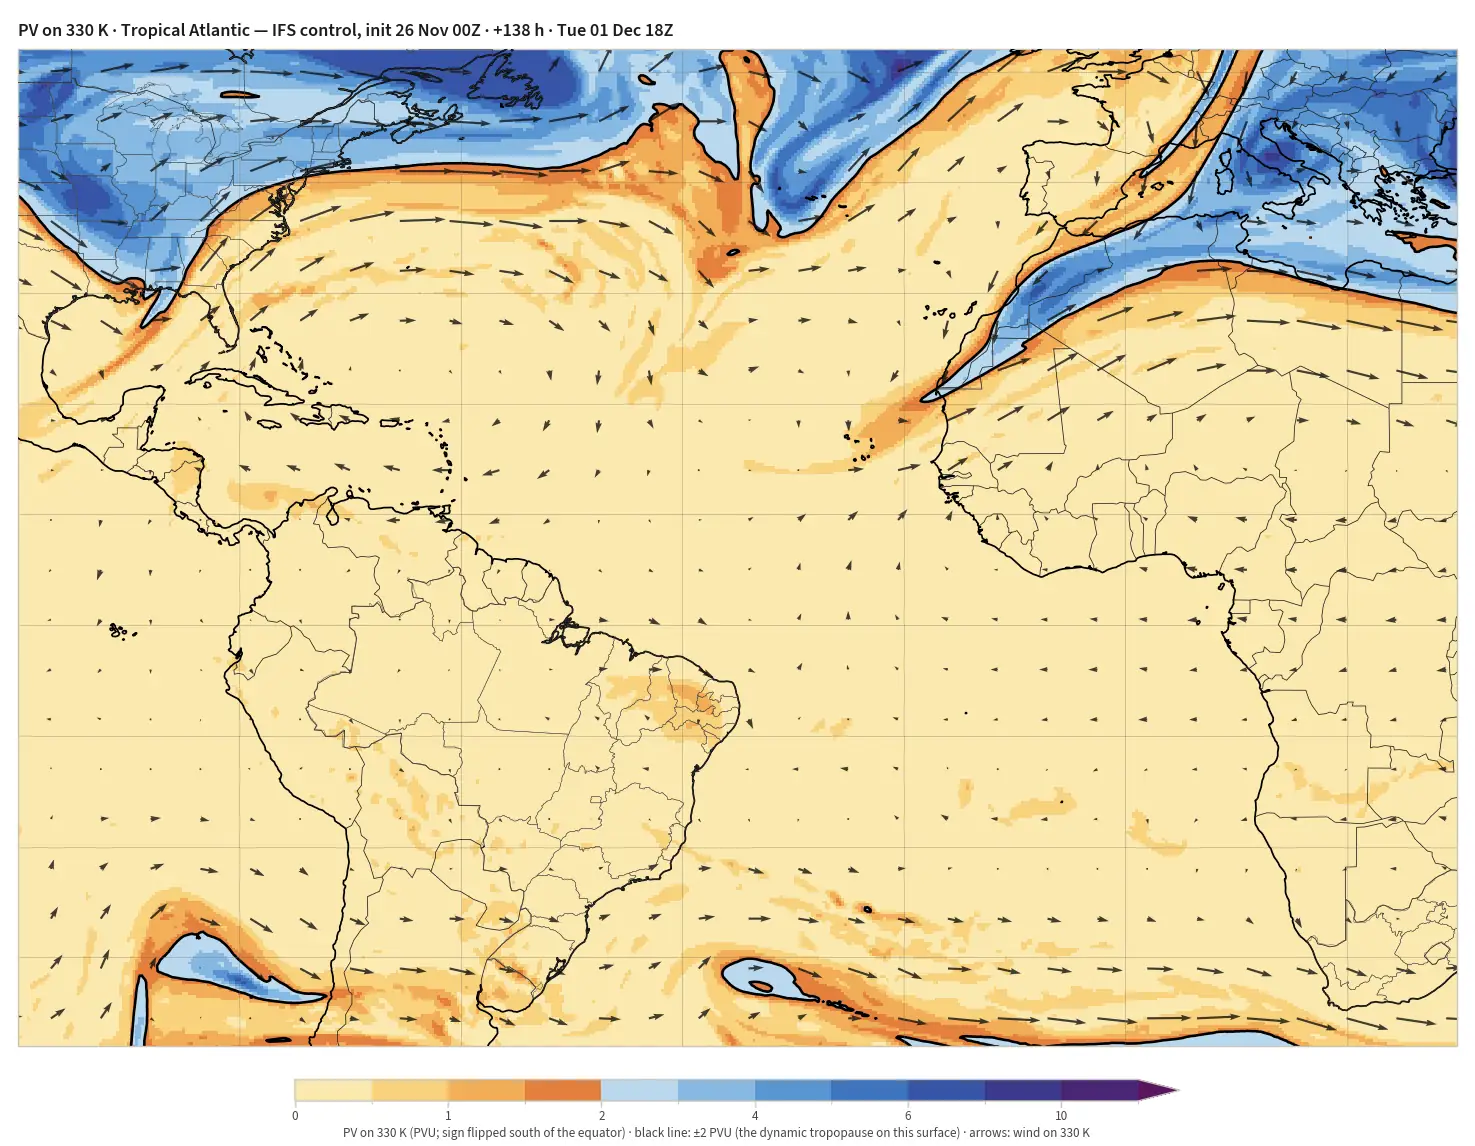 PV on 330 K · Tropical Atlantic — IFS control, init 26 Nov 00Z · +138 h · Tue 01 Dec 18Z
0 1 2 4 6 8 10
PV on 330 K (PVU; sign flipped south of the equator) · black line: ±2 PVU (the dynamic tropopause on this surface) · arrows: wind on 330 K